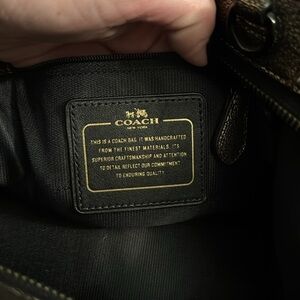 COACH
NEW YORK
THIS IS A COACH BAG. IT WAS HANDCRAFTED
FROM THE FINEST MATERIALS. ITS
SUPERIOR CRAFTSMANSHIP AND ATTENTION
TO DETAIL REFLECT OUR COMMITMENT
TO ENDURING QUALITY.